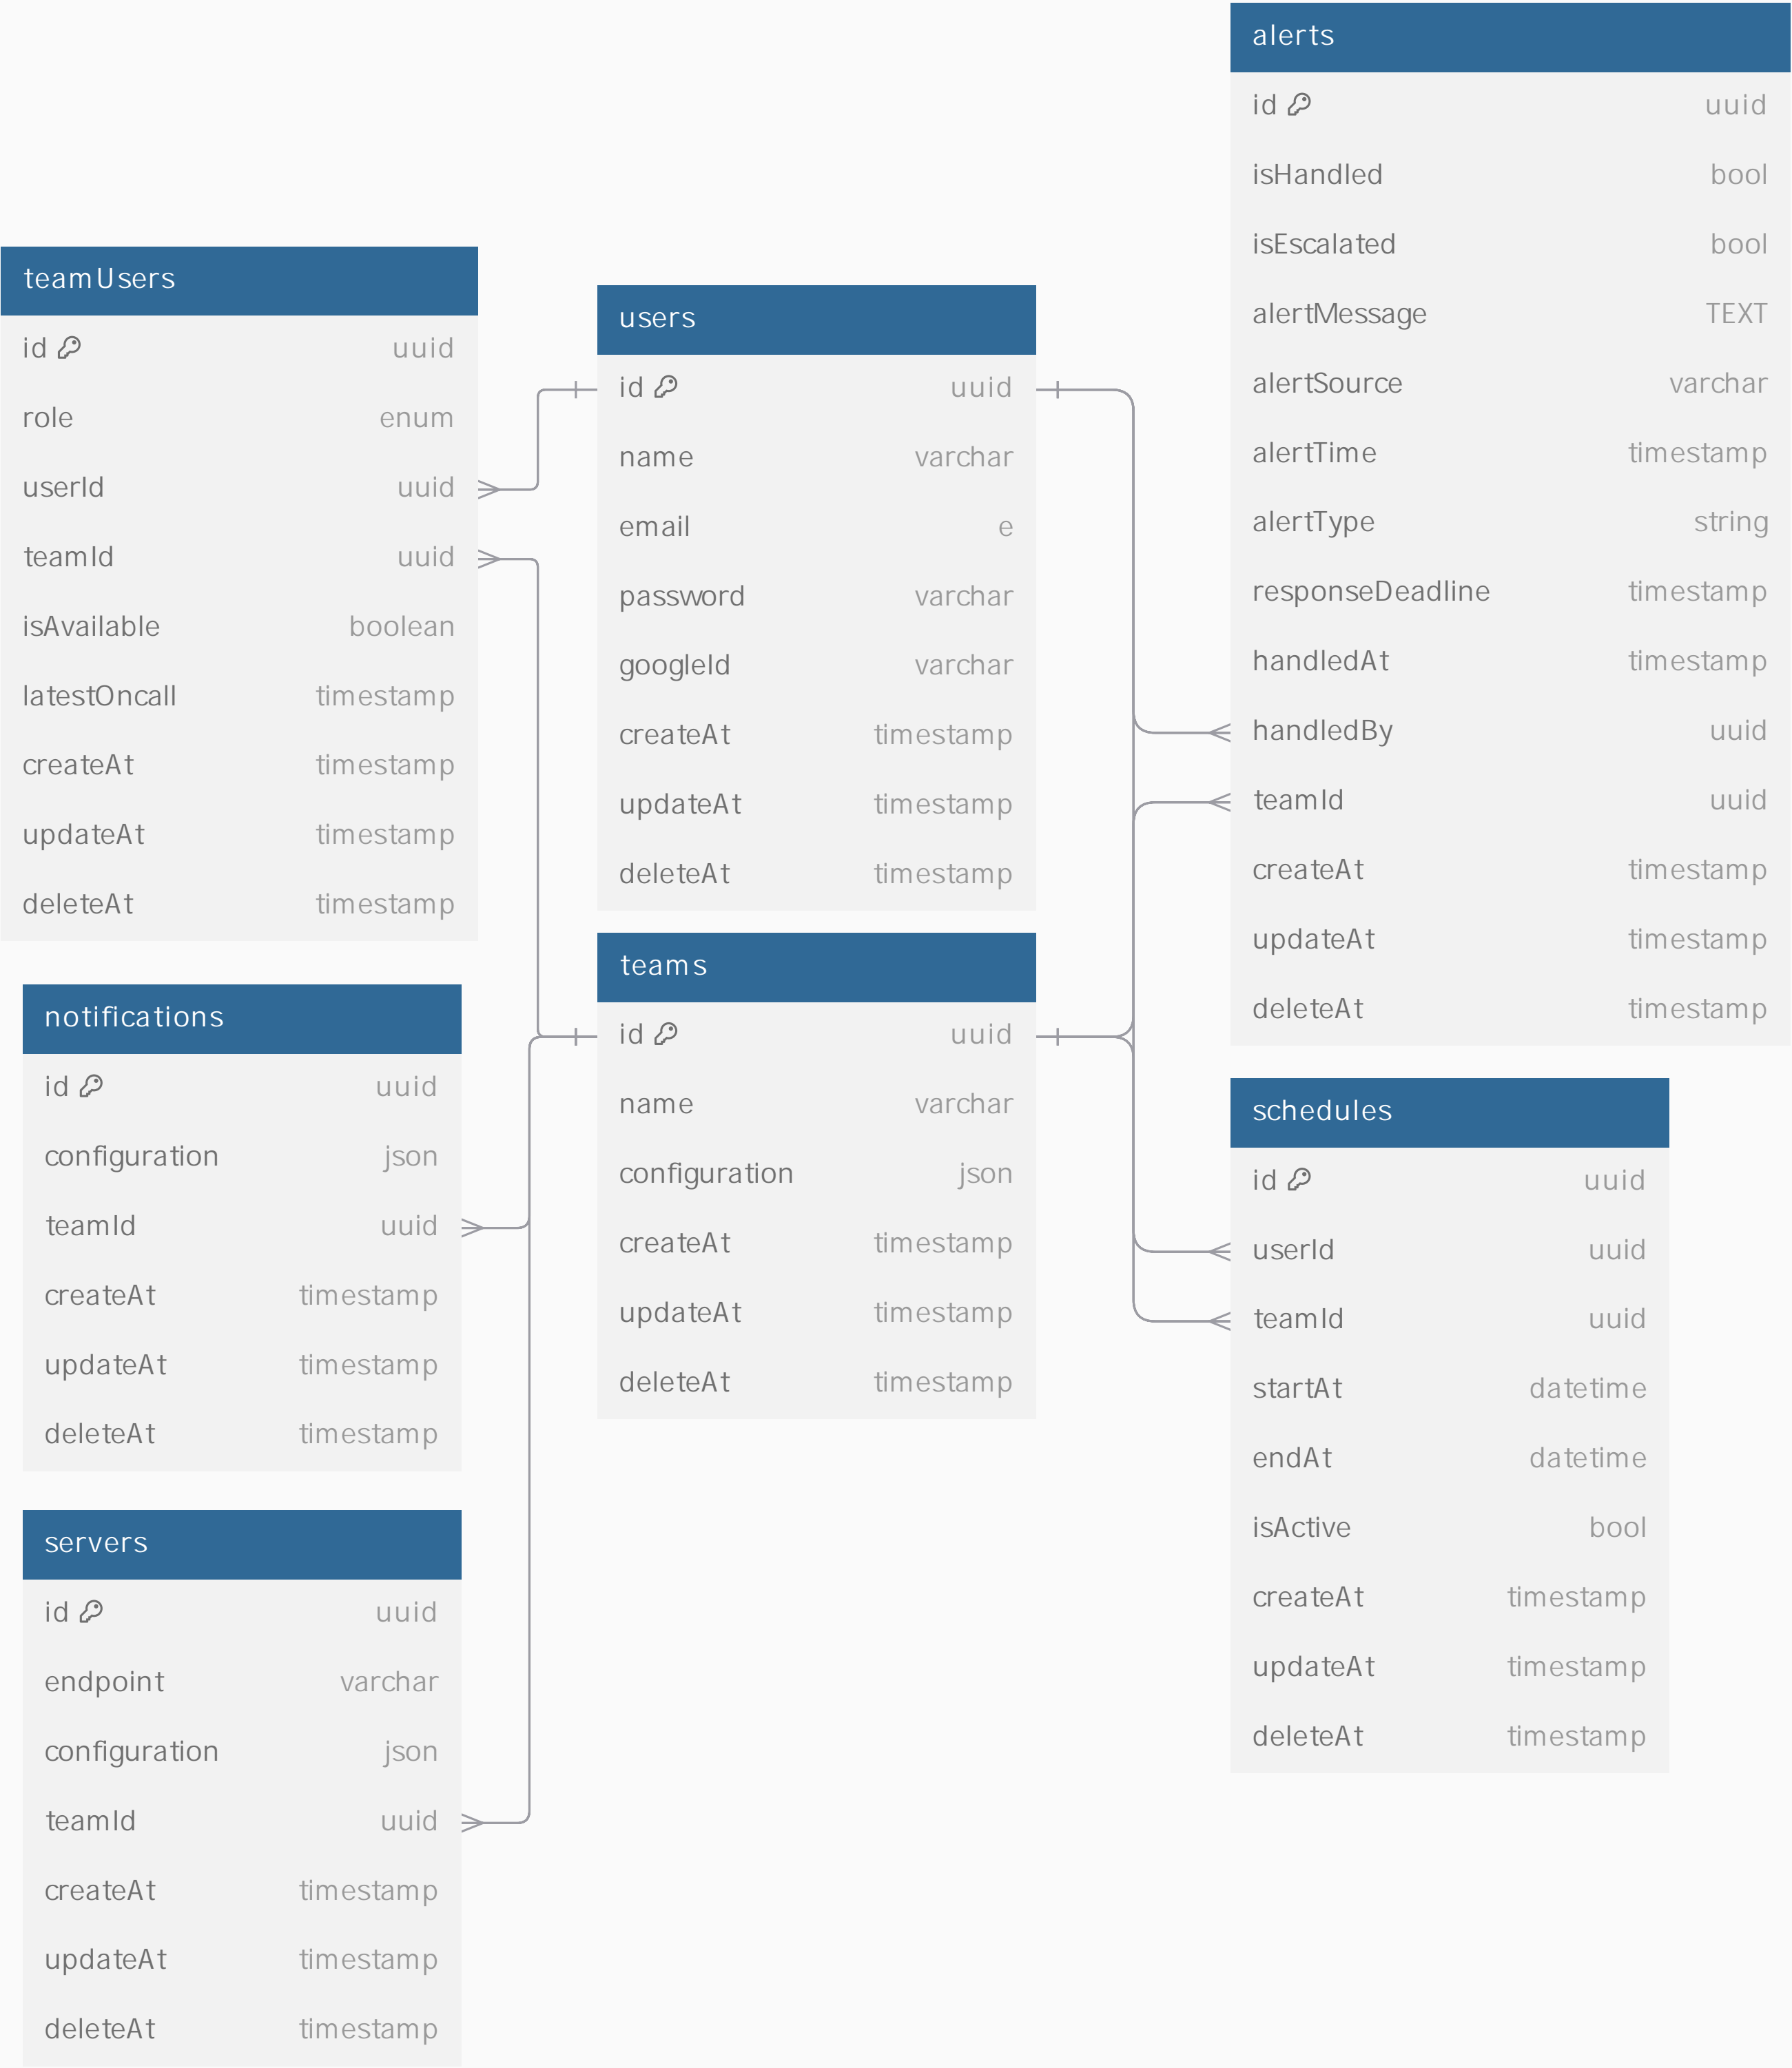 teamUsers
id uuid
role enum
userId uuid
teamId uuid
isAvailable boolean
latestOncall timestamp
createAt timestamp
updateAt timestamp
deleteAt timestamp
notifications
id uuid
configuration json
teamId uuid
createAt timestamp
updateAt timestamp
deleteAt timestamp
servers
id uuid
endpoint varchar
configuration json
teamId uuid
createAt timestamp
updateAt timestamp
deleteAt timestamp
users
id uuid
name varchar
email e
password varchar
googleId varchar
createAt timestamp
updateAt timestamp
deleteAt timestamp
teams
id uuid
name varchar
configuration json
createAt timestamp
updateAt timestamp
deleteAt timestamp
alerts
id uuid
isHandled bool
isEscalated bool
alertMessage TEXT
alertSource varchar
alertTime timestamp
alertType string
responseDeadline timestamp
handledAt timestamp
handledBy uuid
teamId uuid
createAt timestamp
updateAt timestamp
deleteAt timestamp
schedules
id uuid
userId uuid
teamId uuid
startAt datetime
endAt datetime
isActive bool
createAt timestamp
updateAt timestamp
deleteAt timestamp